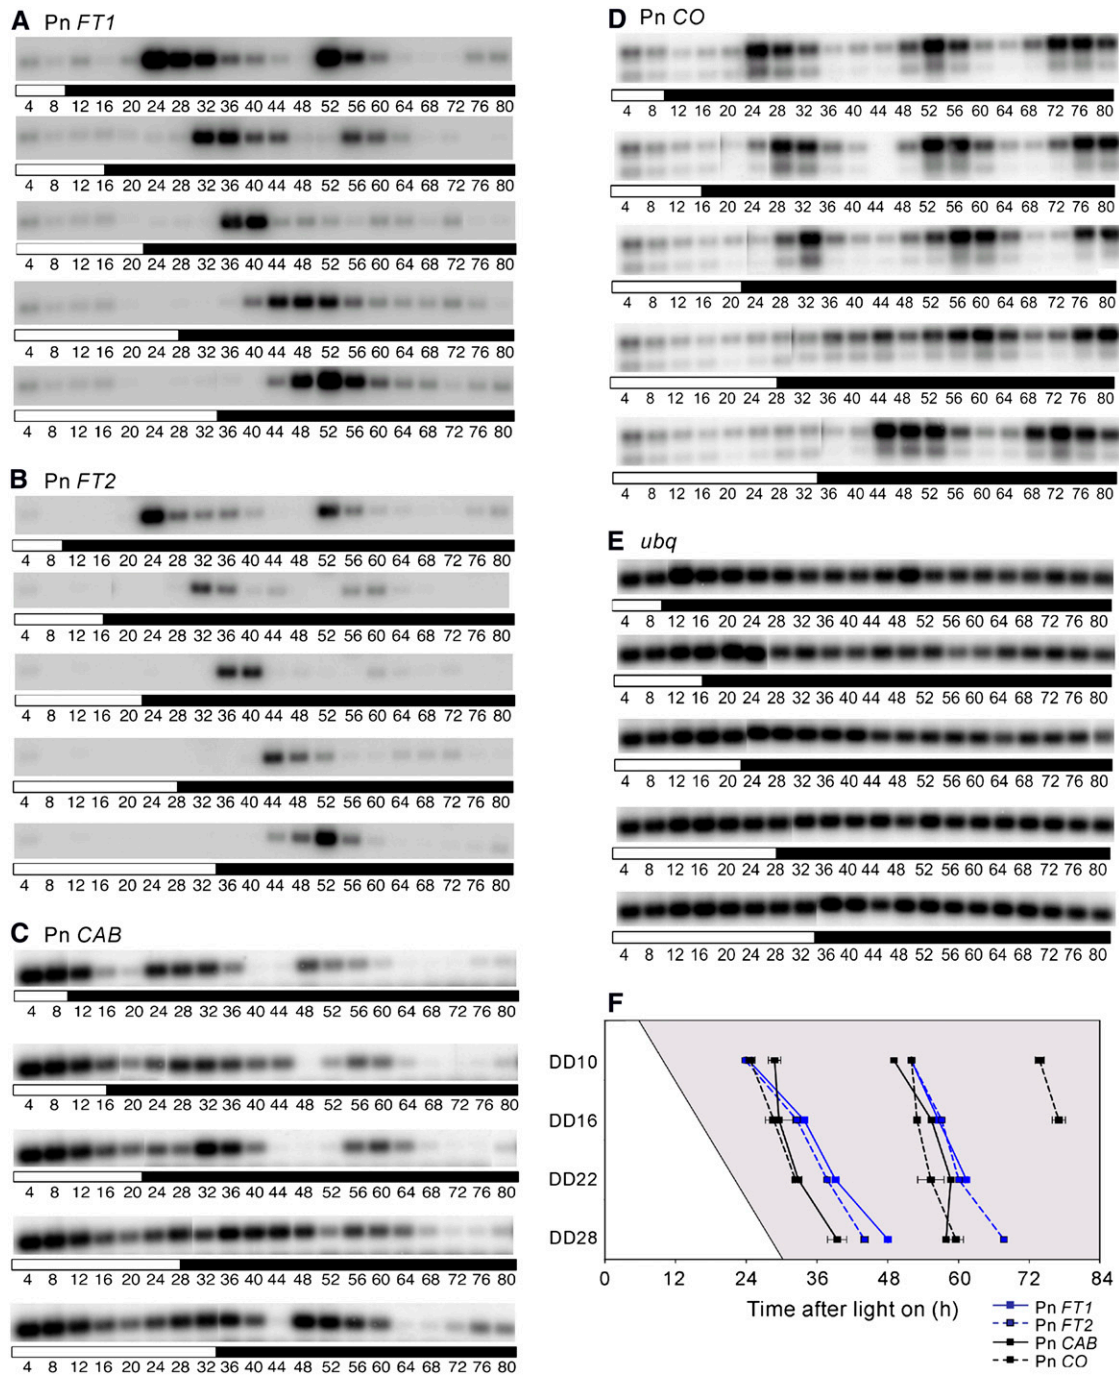 A Pn FT1
4 8 12 16 20 24 28 32 36 40 44 48 52 56 60 64 68 72 76 80
4 8 12 16 20 24 28 32 36 40 44 48 52 56 60 64 68 72 76 80
4 8 12 16 20 24 28 32 36 40 44 48 52 56 60 64 68 72 76 80
4 8 12 16 20 24 28 32 36 40 44 48 52 56 60 64 68 72 76 80
4 8 12 16 20 24 28 32 36 40 44 48 52 56 60 64 68 72 76 80
B Pn FT2
4 8 12 16 20 24 28 32 36 40 44 48 52 56 60 64 68 72 76 80
4 8 12 16 20 24 28 32 36 40 44 48 52 56 60 64 68 72 76 80
4 8 12 16 20 24 28 32 36 40 44 48 52 56 60 64 68 72 76 80
4 8 12 16 20 24 28 32 36 40 44 48 52 56 60 64 68 72 76 80
4 8 12 16 20 24 28 32 36 40 44 48 52 56 60 64 68 72 76 80
C Pn CAB
4 8 12 16 20 24 28 32 36 40 44 48 52 56 60 64 68 72 76 80
4 8 12 16 20 24 28 32 36 40 44 48 52 56 60 64 68 72 76 80
4 8 12 16 20 24 28 32 36 40 44 48 52 56 60 64 68 72 76 80
4 8 12 16 20 24 28 32 36 40 44 48 52 56 60 64 68 72 76 80
4 8 12 16 20 24 28 32 36 40 44 48 52 56 60 64 68 72 76 80
D Pn CO
4 8 12 16 20 24 28 32 36 40 44 48 52 56 60 64 68 72 76 80
4 8 12 16 20 24 28 32 36 40 44 48 52 56 60 64 68 72 76 80
4 8 12 16 20 24 28 32 36 40 44 48 52 56 60 64 68 72 76 80
4 8 12 16 20 24 28 32 36 40 44 48 52 56 60 64 68 72 76 80
4 8 12 16 20 24 28 32 36 40 44 48 52 56 60 64 68 72 76 80
E ubq
4 8 12 16 20 24 28 32 36 40 44 48 52 56 60 64 68 72 76 80
4 8 12 16 20 24 28 32 36 40 44 48 52 56 60 64 68 72 76 80
4 8 12 16 20 24 28 32 36 40 44 48 52 56 60 64 68 72 76 80
4 8 12 16 20 24 28 32 36 40 44 48 52 56 60 64 68 72 76 80
4 8 12 16 20 24 28 32 36 40 44 48 52 56 60 64 68 72 76 80
F
DD10
DD16
DD22
DD28
0 12 24 36 48 60 72 84
Time after light on (h)
Pn FT1
Pn FT2
Pn CAB
Pn CO